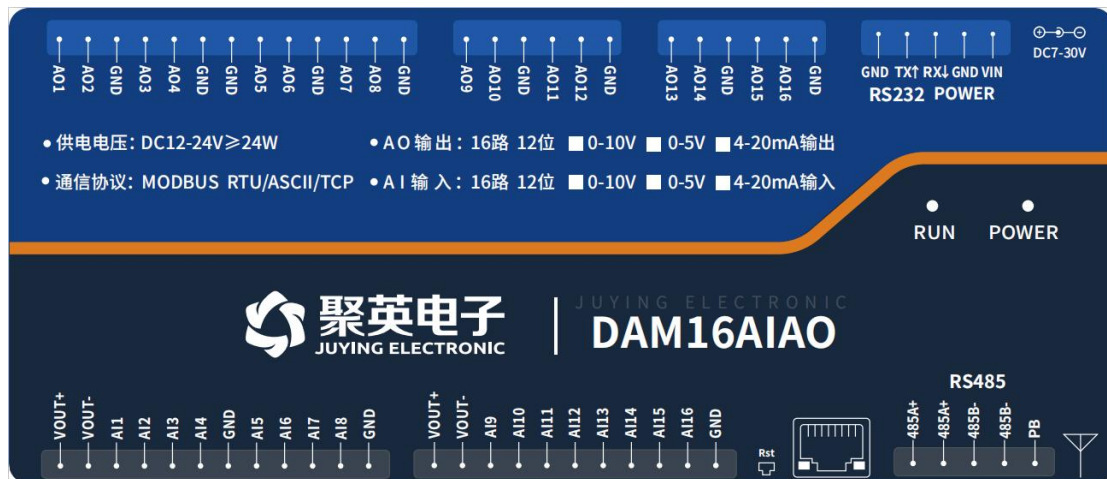 AO1 AO2 GND AO3 AO4 GND GND AO5 AO6 GND AO7 AO8 GND
AO9 AO10 GND AO11 AO12 GND
AO13 AO14 GND AO15 AO16 GND
GND TX↑ RX↓ GND VIN
RS232 POWER
DC7-30V
•供电电压: DC12-24V≥24W
•AO输出: 16路 12位 ■0-10V ■0-5V ■4-20mA输出
•通信协议: MODBUS RTU/ASCII/TCP
•AI输入: 16路 12位 ■0-10V ■0-5V ■4-20mA输入
RUN POWER
聚英电子
JUYING ELECTRONIC
JUYING ELECTRONIC
DAM16AIAO
VOUT+ VOUT- AI1 AI2 AI3 AI4 GND AI5 AI6 AI7 AI8 GND
VOUT+ VOUT- AI9 AI10 AI11 AI12 AI13 AI14 AI15 AI16 GND
Rst
RS485
485A+ 485A+ 485B- 485B- PB